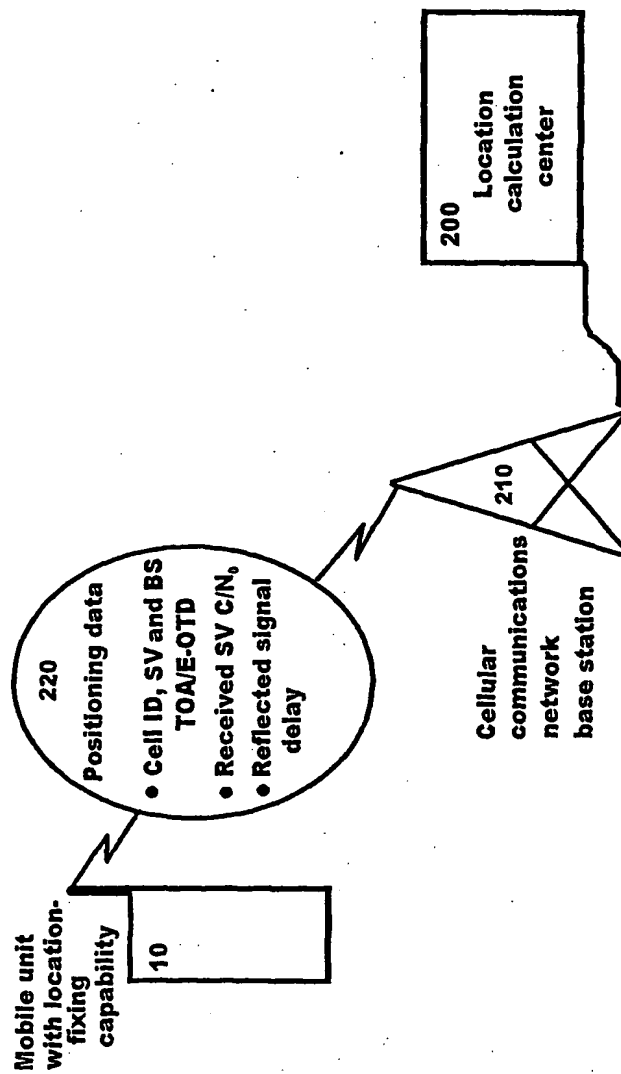 Mobile unit
with location-
fixing
capability
10
220
Positioning data
● Cell ID, SV and BS
TOA/E-OTD
● Received SV C/N₀
● Reflected signal
delay
Cellular
communications
network
base station
210
200
Location
calculation
center